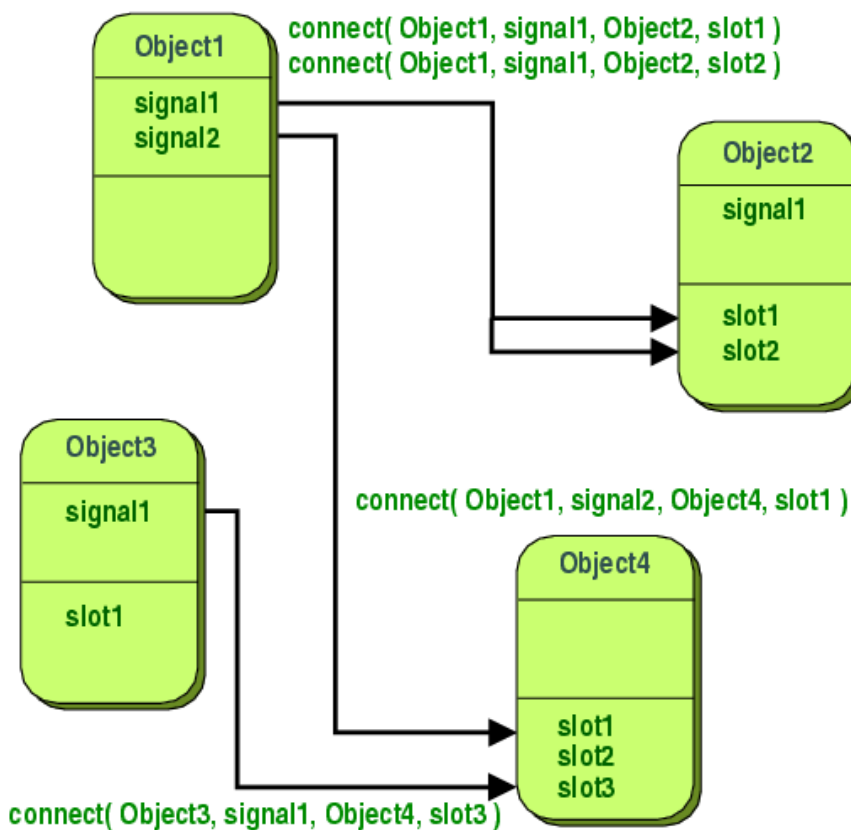 Object1
signal1
signal2
connect( Object1, signal1, Object2, slot1 )
connect( Object1, signal1, Object2, slot2 )
Object2
signal1
slot1
slot2
Object3
signal1
slot1
connect( Object1, signal2, Object4, slot1 )
Object4
slot1
slot2
slot3
connect( Object3, signal1, Object4, slot3 )